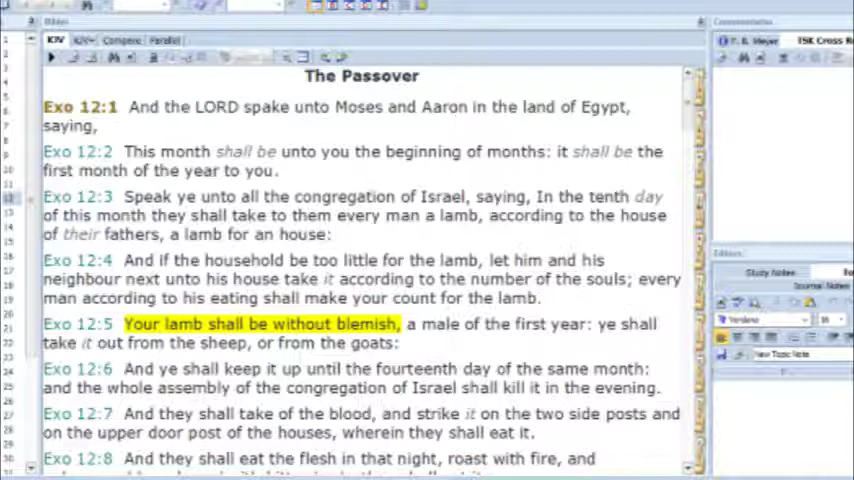 Bibles
KJV KJV+ Compare Parallel
The Passover
Exo 12:1 And the LORD spake unto Moses and Aaron in the land of Egypt,
saying,
Exo 12:2 This month shall be unto you the beginning of months: it shall be the
first month of the year to you.
Exo 12:3 Speak ye unto all the congregation of Israel, saying, In the tenth day
of this month they shall take to them every man a lamb, according to the house
of their fathers, a lamb for an house:
Exo 12:4 And if the household be too little for the lamb, let him and his
neighbour next unto his house take it according to the number of the souls; every
man according to his eating shall make your count for the lamb.
Exo 12:5 Your lamb shall be without blemish, a male of the first year: ye shall
take it out from the sheep, or from the goats:
Exo 12:6 And ye shall keep it up until the fourteenth day of the same month:
and the whole assembly of the congregation of Israel shall kill it in the evening.
Exo 12:7 And they shall take of the blood, and strike it on the two side posts and
on the upper door post of the houses, wherein they shall eat it.
Exo 12:8 And they shall eat the flesh in that night, roast with fire, and
F. B. Meyer TSK Cross
Study Notes
Journal Notes
Verdana
New Topic Note